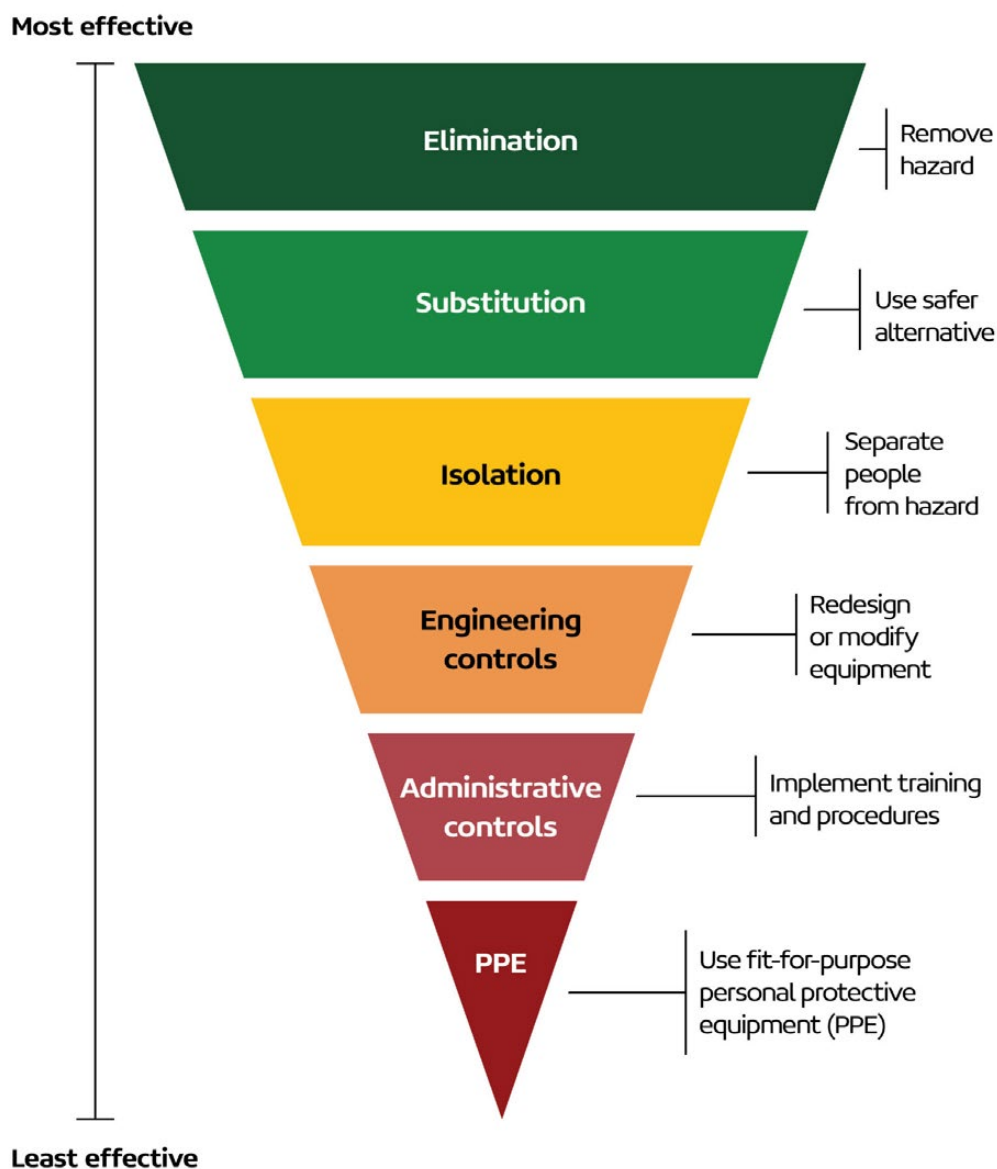 Most effective
Elimination
Remove
hazard
Substitution
Use safer
alternative
Isolation
Separate
people
from hazard
Engineering
controls
Redesign
or modify
equipment
Administrative
controls
Implement training
and procedures
PPE
Use fit-for-purpose
personal protective
equipment (PPE)
Least effective